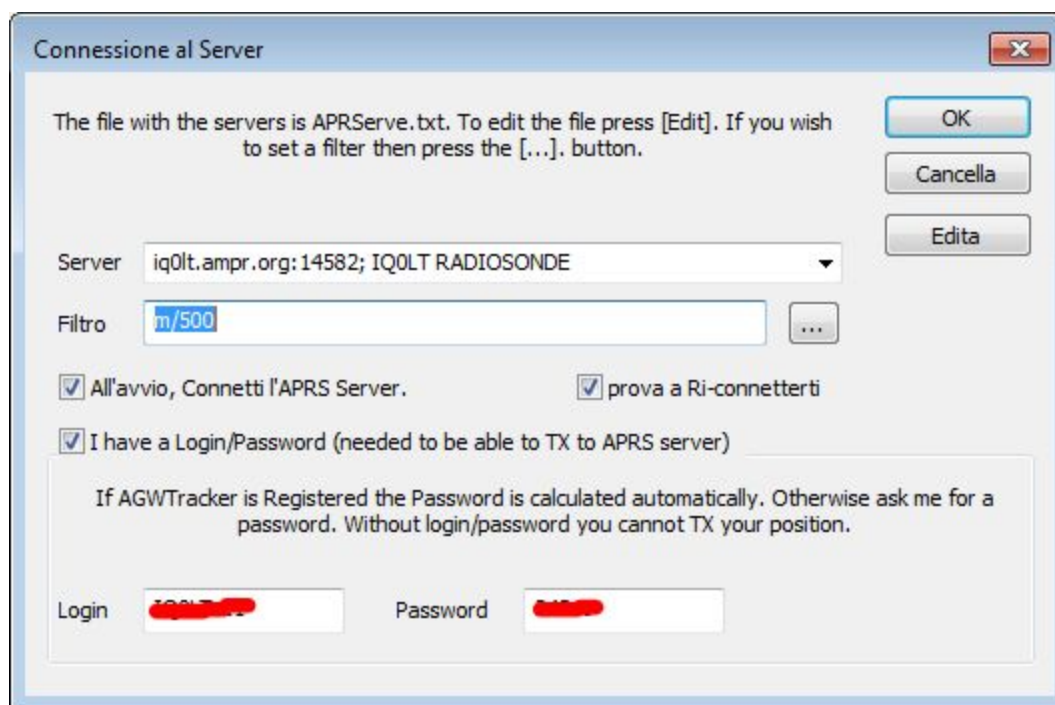 Connessione al Server
The file with the servers is APRServe.txt. To edit the file press [Edit]. If you wish
to set a filter then press the [...]. button.
OK
Cancella
Edita
Server iq0lt.ampr.org:14582; IQ0LT RADIOSONDE
Filtro m/500 ...
All'avvio, Connetti l'APRS Server. prova a Ri-connetterti
I have a Login/Password (needed to be able to TX to APRS server)
If AGWTracker is Registered the Password is calculated automatically. Otherwise ask me for a
password. Without login/password you cannot TX your position.
Login Password